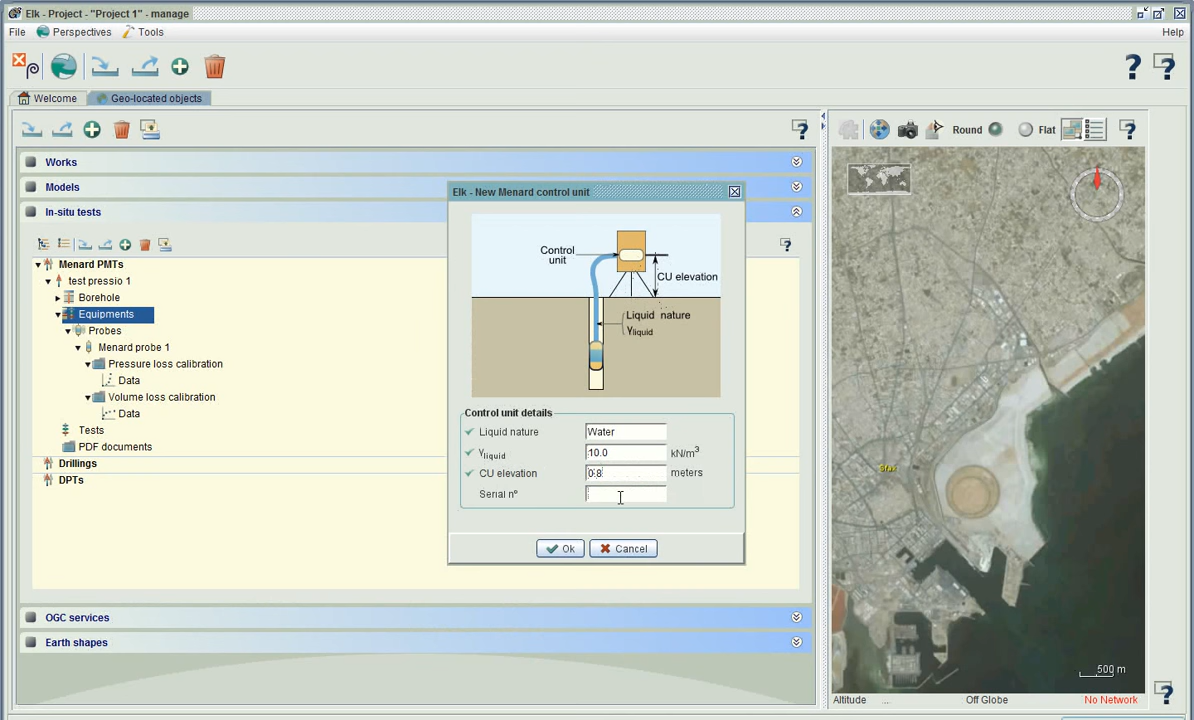 Elk - Project - "Project 1" - manage
File Perspectives Tools Help
Welcome Geo-located objects
Round Flat
Works
Models
In-situ tests
Menard PMTs
test pressio 1
Borehole
Equipments
Probes
Menard probe 1
Pressure loss calibration
Data
Volume loss calibration
Data
Tests
PDF documents
Drillings
DPTs
OGC services
Earth shapes
Elk - New Menard control unit
Control
unit
CU elevation
Liquid nature
γliquid
Control unit details
Liquid nature Water
γliquid 10.0 kN/m³
CU elevation 0.8 meters
Serial nº
Ok Cancel
Sfax
500 m
Altitude ... Off Globe No Network